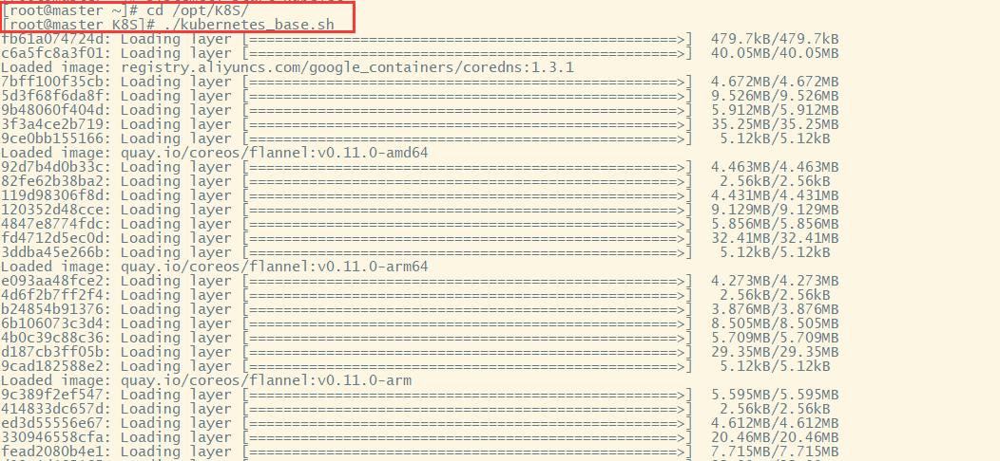 [root@master ~]# cd /opt/K8S/
[root@master K8S]# ./kubernetes_base.sh
fb61a074724d: Loading layer [==================================================>] 479.7kB/479.7kB
c6a5fc8a3f01: Loading layer [==================================================>] 40.05MB/40.05MB
Loaded image: registry.aliyuncs.com/google_containers/coredns:1.3.1
7bff100f35cb: Loading layer [==================================================>] 4.672MB/4.672MB
5d3f68f6da8f: Loading layer [==================================================>] 9.526MB/9.526MB
9b48060f404d: Loading layer [==================================================>] 5.912MB/5.912MB
3f3a4ce2b719: Loading layer [==================================================>] 35.25MB/35.25MB
9ce0bb155166: Loading layer [==================================================>] 5.12kB/5.12kB
Loaded image: quay.io/coreos/flannel:v0.11.0-amd64
92d7b4d0b33c: Loading layer [==================================================>] 4.463MB/4.463MB
82fe62b38ba2: Loading layer [==================================================>] 2.56kB/2.56kB
119d98306f8d: Loading layer [==================================================>] 4.431MB/4.431MB
120352d48cce: Loading layer [==================================================>] 9.129MB/9.129MB
4847e8774fdc: Loading layer [==================================================>] 5.856MB/5.856MB
fd4712d5ec0d: Loading layer [==================================================>] 32.41MB/32.41MB
3ddba45e266b: Loading layer [==================================================>] 5.12kB/5.12kB
Loaded image: quay.io/coreos/flannel:v0.11.0-arm64
e093aa48fce2: Loading layer [==================================================>] 4.273MB/4.273MB
4d6f2b7ff2f4: Loading layer [==================================================>] 2.56kB/2.56kB
b24854b91376: Loading layer [==================================================>] 3.876MB/3.876MB
6b106073c3d4: Loading layer [==================================================>] 8.505MB/8.505MB
4b0c39c88c36: Loading layer [==================================================>] 5.709MB/5.709MB
d187cb3ff05b: Loading layer [==================================================>] 29.35MB/29.35MB
9cad182588e2: Loading layer [==================================================>] 5.12kB/5.12kB
Loaded image: quay.io/coreos/flannel:v0.11.0-arm
9c389f2ef547: Loading layer [==================================================>] 5.595MB/5.595MB
414833dc657d: Loading layer [==================================================>] 2.56kB/2.56kB
ed3d55556e67: Loading layer [==================================================>] 4.612MB/4.612MB
330946558cfa: Loading layer [==================================================>] 20.46MB/20.46MB
fead2080b4e1: Loading layer [==================================================>] 7.715MB/7.715MB